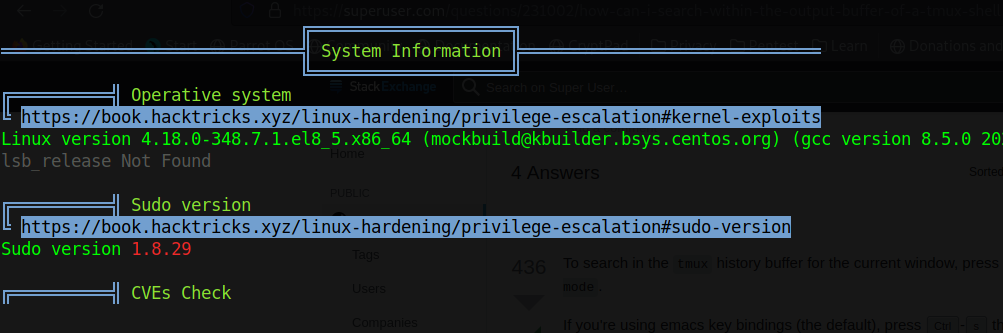 https://superuser.com/questions/231002/how-can-i-search-within-the-output-buffer-of-a-tmux-shell
Getting Started Start Parrot OS CryptPad Privacy Learn Donations and
System Information
StackExchange Search on Super User...
Operative system
https://book.hacktricks.xyz/linux-hardening/privilege-escalation#kernel-exploits
Linux version 4.18.0-348.7.1.el8_5.x86_64 (mockbuild@kbuilder.bsys.centos.org) (gcc version 8.5.0 202
Home
lsb_release Not Found
4 Answers Sorted
PUBLIC
Sudo version
https://book.hacktricks.xyz/linux-hardening/privilege-escalation#sudo-version
Sudo version 1.8.29
Tags
436 To search in the tmux history buffer for the current window, press
Users mode.
CVEs Check
Companies If you're using emacs key bindings (the default), press Ctrl s